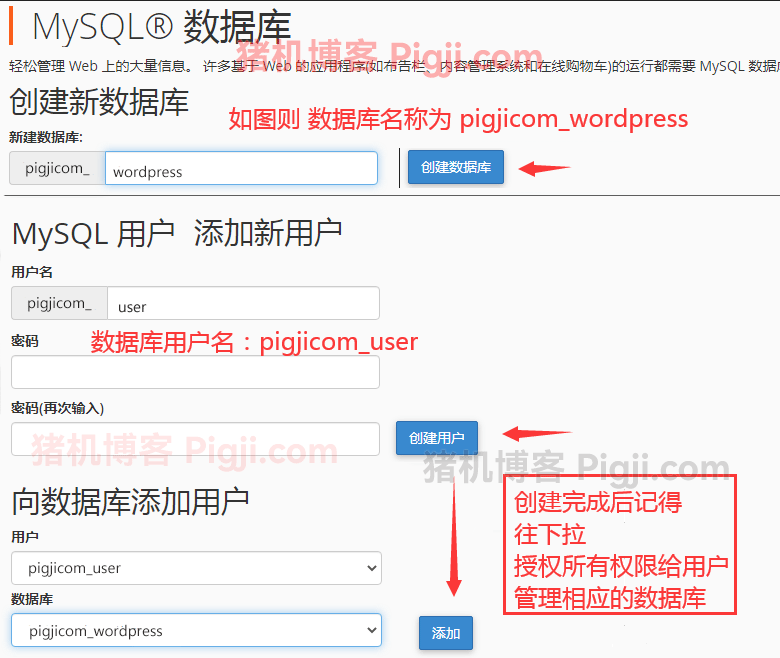 MySQL® 数据库
猪机博客 Pigji.com
轻松管理 Web 上的大量信息。 许多基于 Web 的应用程序(如布告栏、内容管理系统和在线购物车)的运行都需要 MySQL 数据
创建新数据库
如图则 数据库名称为 pigjicom_wordpress
新建数据库:
pigjicom_ wordpress 创建数据库
MySQL 用户 添加新用户
用户名
pigjicom_ user
密码 数据库用户名：pigjicom_user
密码(再次输入)
猪机博客 Pigji.com 创建用户
猪机博客 Pigji.com
向数据库添加用户
创建完成后记得
往下拉
授权所有权限给用户
管理相应的数据库
用户
pigjicom_user
数据库
pigjicom_wordpress 添加